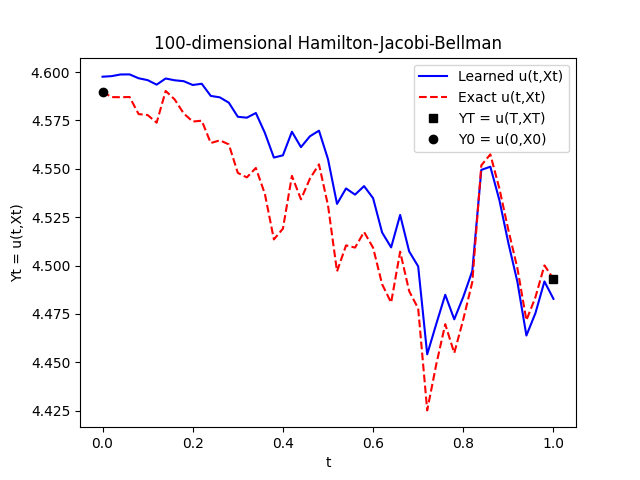 100-dimensional Hamilton-Jacobi-Bellman
Learned u(t,Xt)
Exact u(t,Xt)
YT = u(T,XT)
Y0 = u(0,X0)
Yt = u(t,Xt)
4.600
4.575
4.550
4.525
4.500
4.475
4.450
4.425
0.0 0.2 0.4 0.6 0.8 1.0
t